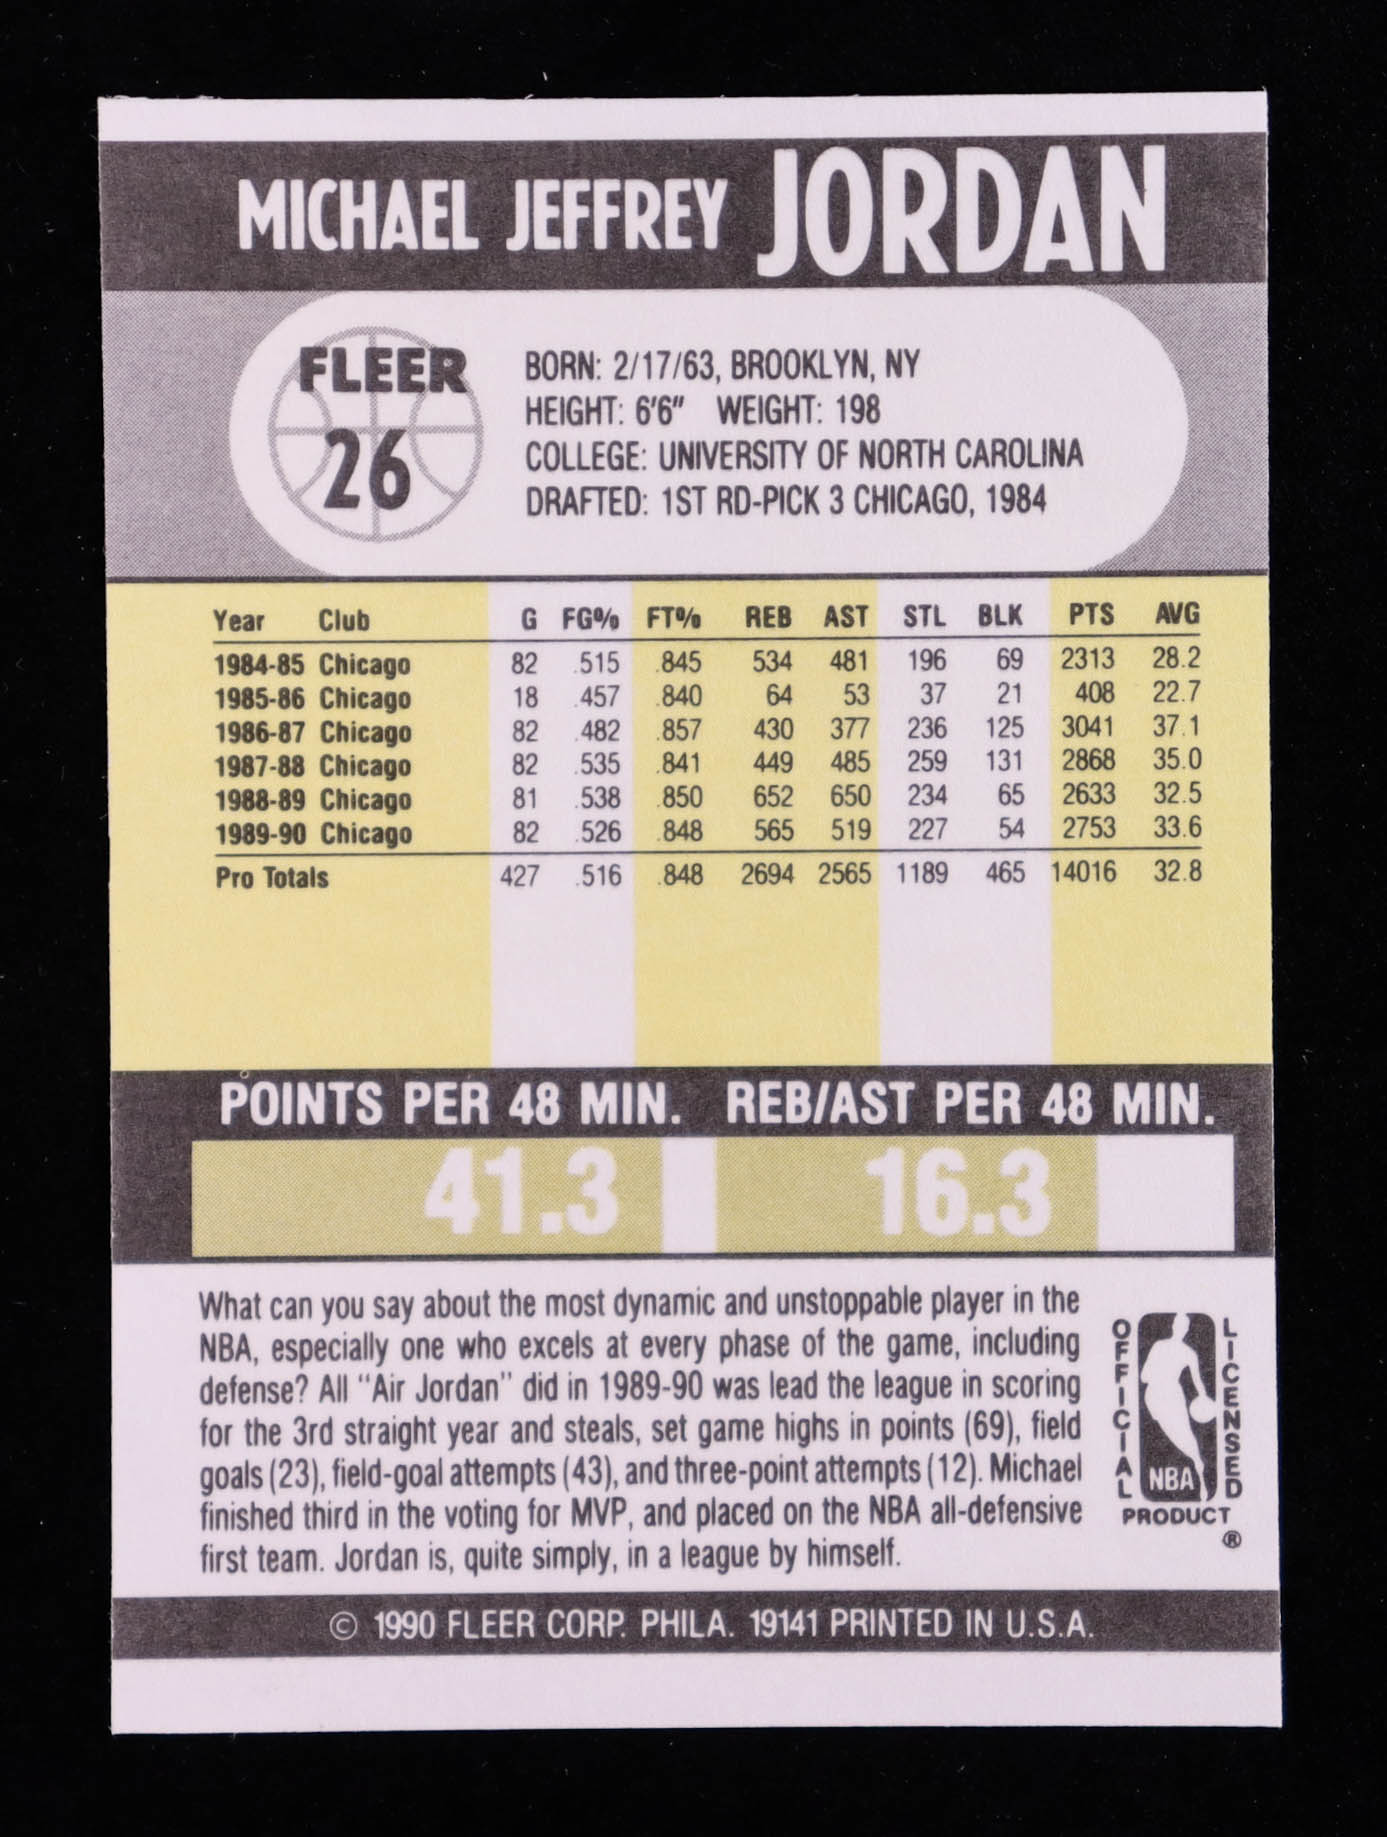 MICHAEL JEFFREY JORDAN
FLEER
26
BORN: 2/17/63, BROOKLYN, NY
HEIGHT: 6'6" WEIGHT: 198
COLLEGE: UNIVERSITY OF NORTH CAROLINA
DRAFTED: 1ST RD-PICK 3 CHICAGO, 1984
Year Club G FG% FT% REB AST STL BLK PTS AVG
1984-85 Chicago 82 .515 .845 534 481 196 69 2313 28.2
1985-86 Chicago 18 .457 .840 64 53 37 21 408 22.7
1986-87 Chicago 82 .482 .857 430 377 236 125 3041 37.1
1987-88 Chicago 82 .535 .841 449 485 259 131 2868 35.0
1988-89 Chicago 81 .538 .850 652 650 234 65 2633 32.5
1989-90 Chicago 82 .526 .848 565 519 227 54 2753 33.6
Pro Totals 427 .516 .848 2694 2565 1189 465 14016 32.8
POINTS PER 48 MIN. REB/AST PER 48 MIN.
41.3 16.3
What can you say about the most dynamic and unstoppable player in the
NBA, especially one who excels at every phase of the game, including
defense? All "Air Jordan" did in 1989-90 was lead the league in scoring
for the 3rd straight year and steals, set game highs in points (69), field
goals (23), field-goal attempts (43), and three-point attempts (12). Michael
finished third in the voting for MVP, and placed on the NBA all-defensive
first team. Jordan is, quite simply, in a league by himself.
OFFICIAL
LICENSED
NBA
PRODUCT
®
© 1990 FLEER CORP. PHILA. 19141 PRINTED IN U.S.A.